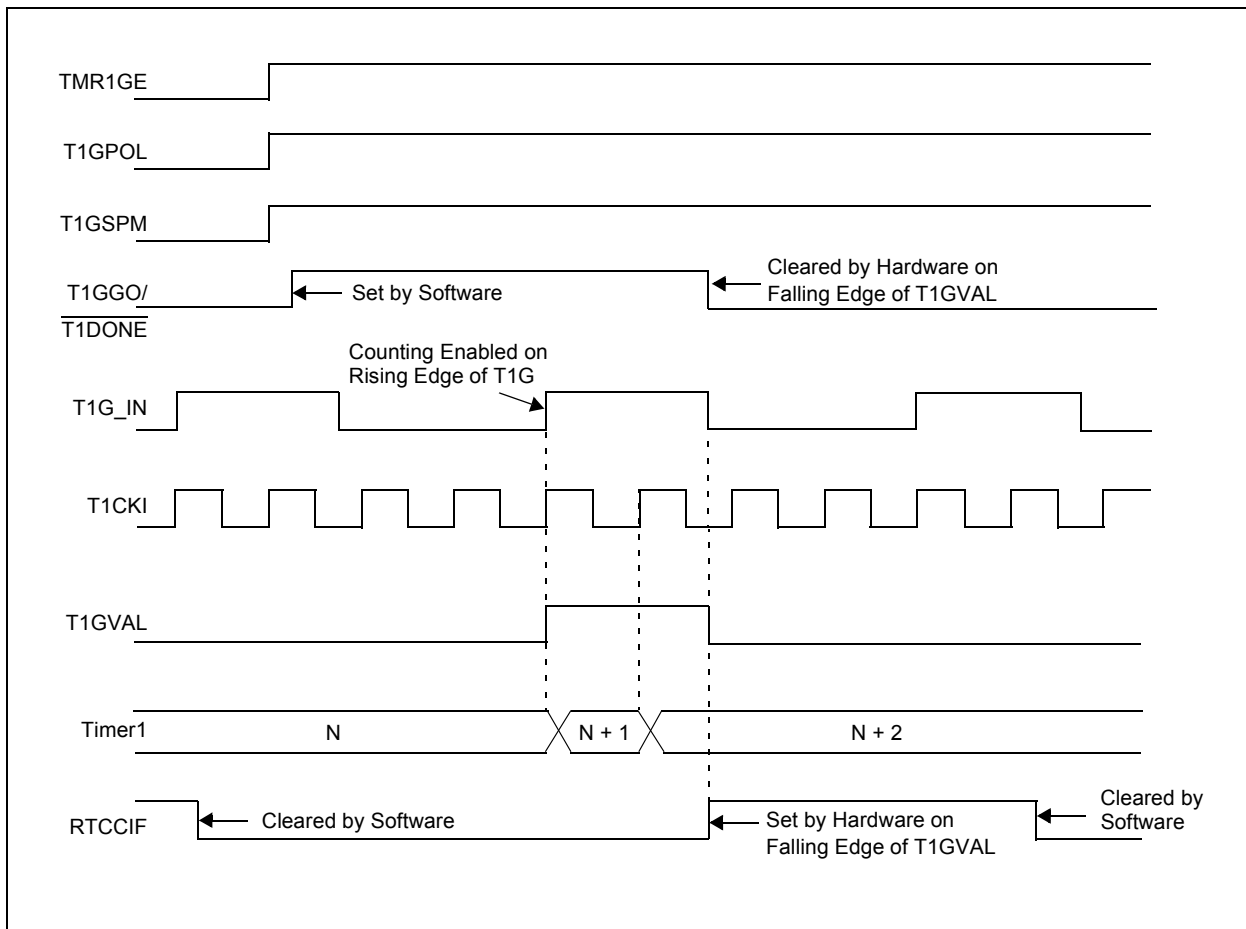 TMR1GE
T1GPOL
T1GSPM
T1GGO/
T1DONE
Set by Software
Cleared by Hardware on
Falling Edge of T1GVAL
Counting Enabled on
Rising Edge of T1G
T1G_IN
T1CKI
T1GVAL
Timer1
N
N + 1
N + 2
RTCCIF
Cleared by Software
Set by Hardware on
Falling Edge of T1GVAL
Cleared by
Software